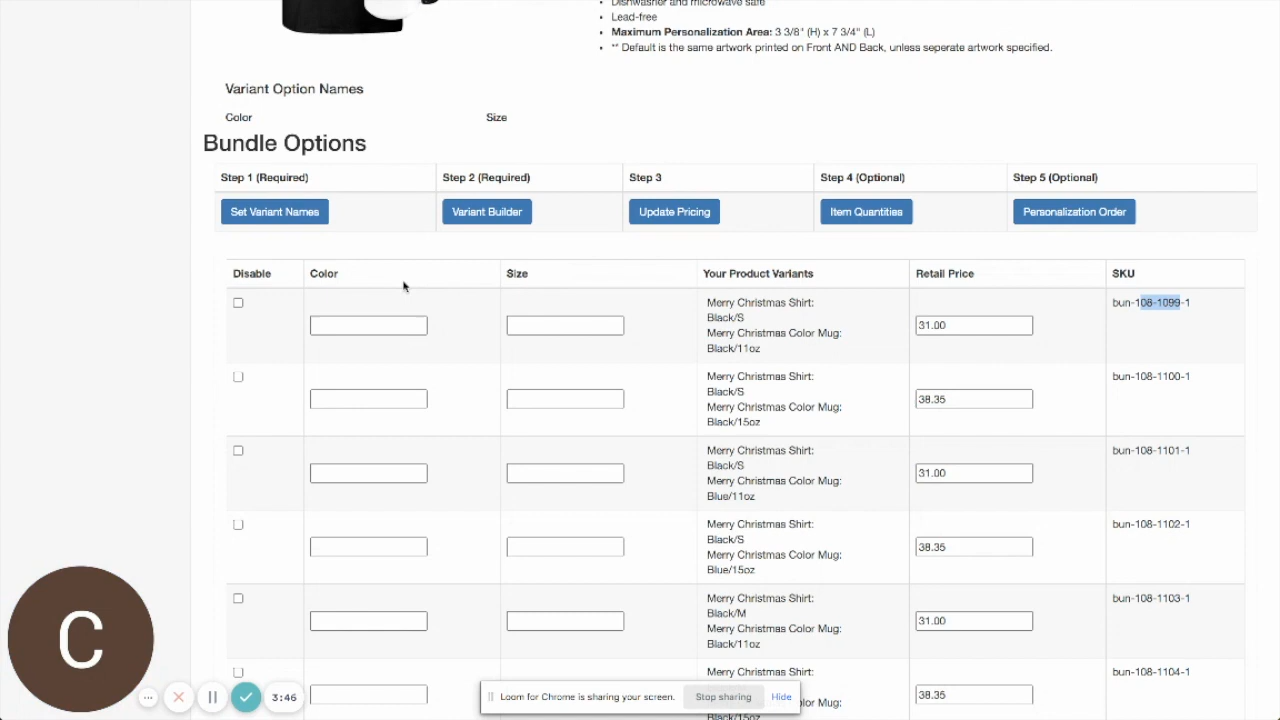 Dishwasher and microwave safe
Lead-free
Maximum Personalization Area: 3 3/8" (H) x 7 3/4" (L)
** Default is the same artwork printed on Front AND Back, unless seperate artwork specified.
Variant Option Names
Color Size
Bundle Options
Step 1 (Required) Step 2 (Required) Step 3 Step 4 (Optional) Step 5 (Optional)
Set Variant Names Variant Builder Update Pricing Item Quantities Personalization Order
Disable Color Size Your Product Variants Retail Price SKU
Merry Christmas Shirt: bun-108-1099-1
Black/S
31.00
Merry Christmas Color Mug:
Black/11oz
Merry Christmas Shirt: bun-108-1100-1
Black/S
38.35
Merry Christmas Color Mug:
Black/15oz
Merry Christmas Shirt: bun-108-1101-1
Black/S
31.00
Merry Christmas Color Mug:
Blue/11oz
Merry Christmas Shirt: bun-108-1102-1
Black/S
38.35
Merry Christmas Color Mug:
Blue/15oz
Merry Christmas Shirt: bun-108-1103-1
Black/M
31.00
Merry Christmas Color Mug:
Black/11oz
Merry Christmas Shirt: bun-108-1104-1
38.35
lor Mug:
Black/15oz
C
3:46
Loom for Chrome is sharing your screen. Stop sharing Hide